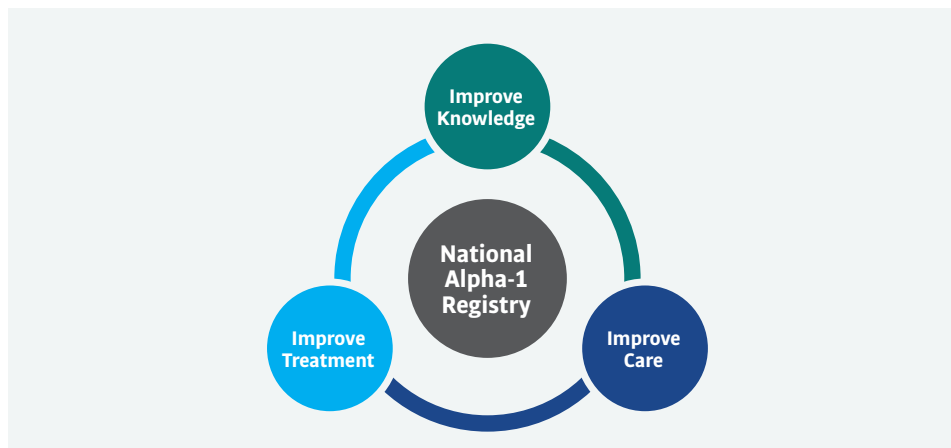 Improve
Knowledge
National
Alpha-1
Registry
Improve
Treatment
Improve
Care